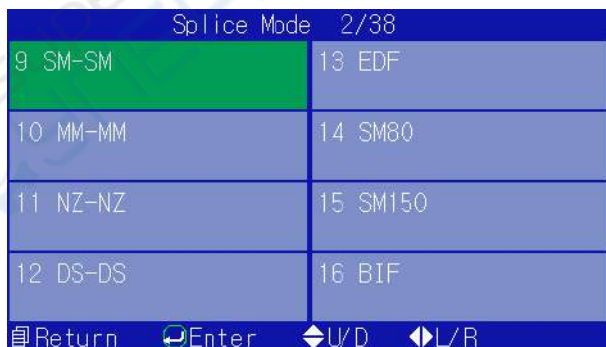 Splice Mode 2/38
9 SM-SM
13 EDF
10 MM-MM
14 SM80
11 NZ-NZ
15 SM150
12 DS-DS
16 BIF
Return Enter U/D L/R